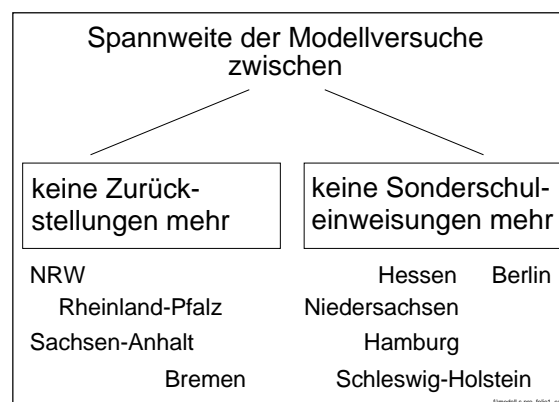 Spannweite der Modellversuche
zwischen
keine Zurück-
stellungen mehr
keine Sonderschul-
einweisungen mehr
NRW
Rheinland-Pfalz
Sachsen-Anhalt
Bremen
Hessen Berlin
Niedersachsen
Hamburg
Schleswig-Holstein